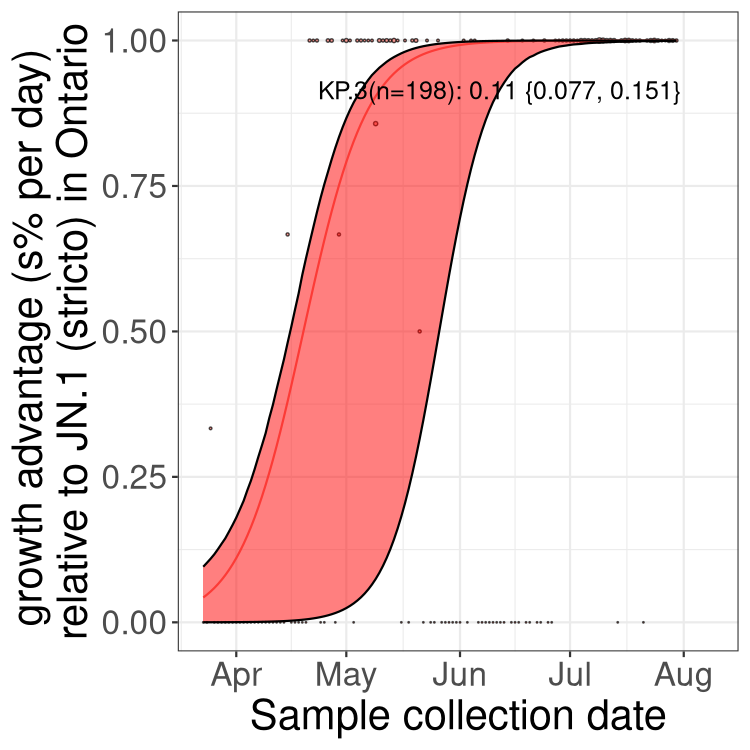 growth advantage (s% per day)
relative to JN.1 (stricto) in Ontario
1.00
0.75
0.50
0.25
0.00
KP.3(n=198): 0.11 {0.077, 0.151}
Apr May Jun Jul Aug
Sample collection date